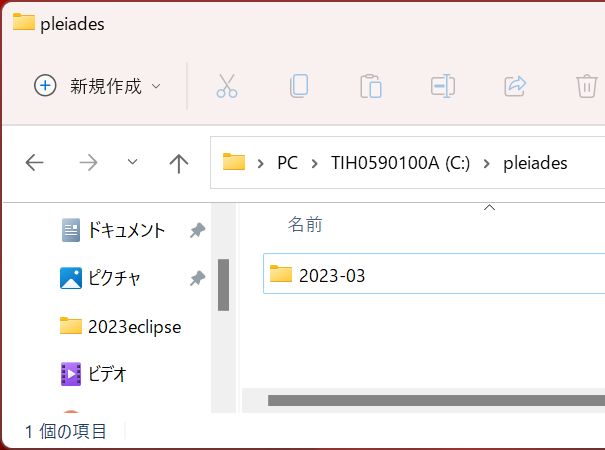 pleiades
新規作成
PC > TIH0590100A (C:) > pleiades
名前
ドキュメント
ピクチャ
2023eclipse
ビデオ
2023-03
1 個の項目